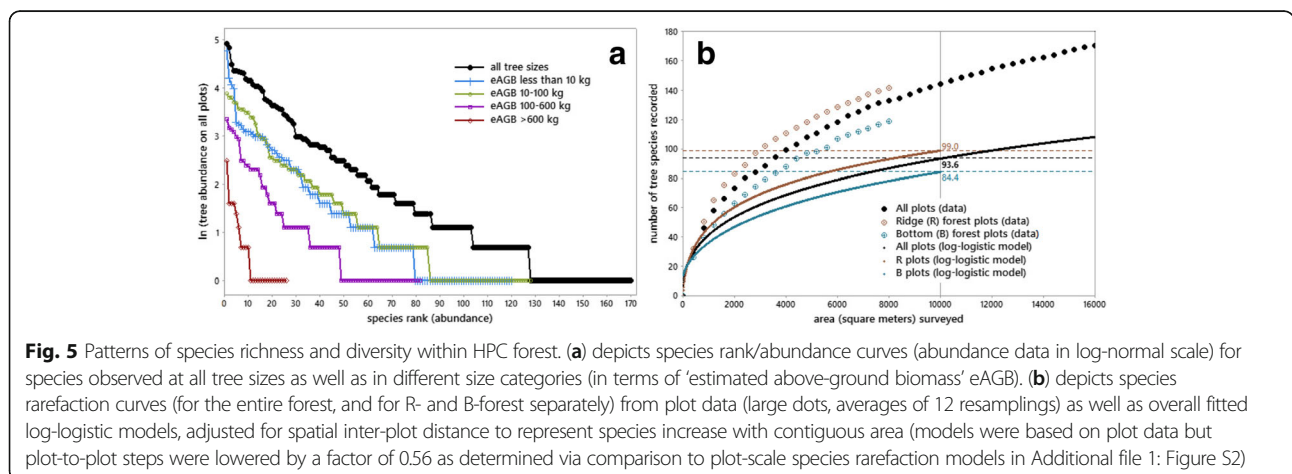 a
ln (tree abundance on all plots)
5
4
3
2
1
0
all tree sizes
eAGB less than 10 kg
eAGB 10-100 kg
eAGB 100-600 kg
eAGB >600 kg
0 10 20 30 40 50 60 70 80 90 100 110 120 130 140 150 160 170
species rank (abundance)
b
number of tree species recorded
180
160
140
120
100
80
60
40
20
0
99.0
93.6
84.4
All plots (data)
Ridge (R) forest plots (data)
Bottom (B) forest plots (data)
All plots (log-logistic model)
R plots (log-logistic model)
B plots (log-logistic model)
0 2000 4000 6000 8000 10000 12000 14000 16000
area (square meters) surveyed
Fig. 5 Patterns of species richness and diversity within HPC forest. (a) depicts species rank/abundance curves (abundance data in log-normal scale) for
species observed at all tree sizes as well as in different size categories (in terms of ‘estimated above-ground biomass’ eAGB). (b) depicts species
rarefaction curves (for the entire forest, and for R- and B-forest separately) from plot data (large dots, averages of 12 resamplings) as well as overall fitted
log-logistic models, adjusted for spatial inter-plot distance to represent species increase with contiguous area (models were based on plot data but
plot-to-plot steps were lowered by a factor of 0.56 as determined via comparison to plot-scale species rarefaction models in Additional file 1: Figure S2)